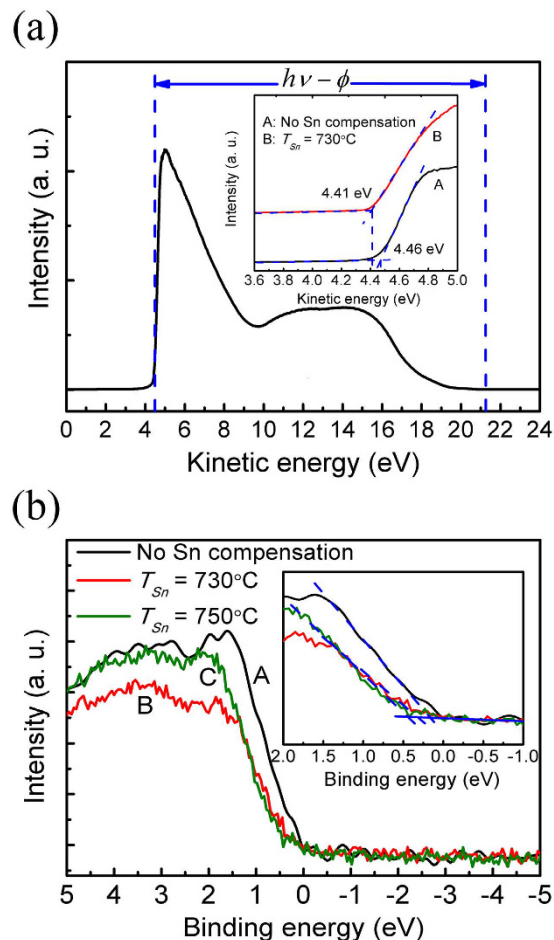 (a)
hν − ϕ
A: No Sn compensation
B: T_Sn = 730°C
B
A
4.41 eV
4.46 eV
Intensity (a. u.)
3.6 3.8 4.0 4.2 4.4 4.6 4.8 5.0
Kinetic energy (eV)
Intensity (a. u.)
0 2 4 6 8 10 12 14 16 18 20 22 24
Kinetic energy (eV)
(b)
No Sn compensation
T_Sn = 730°C
T_Sn = 750°C
A
C
B
2.0 1.5 1.0 0.5 0.0 -0.5 -1.0
Binding energy (eV)
Intensity (a. u.)
Intensity (a. u.)
5 4 3 2 1 0 -1 -2 -3 -4 -5
Binding energy (eV)